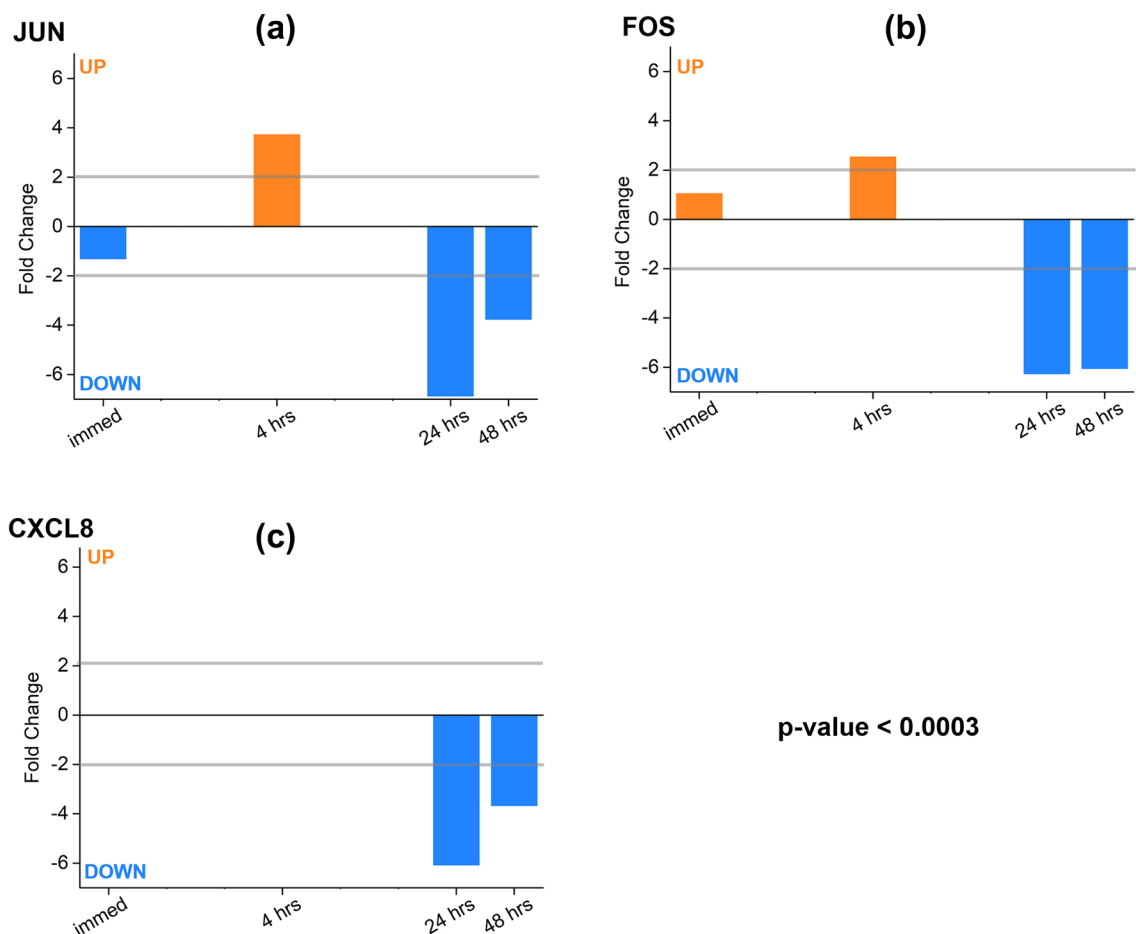 JUN
(a)
UP
6
4
2
0
-2
-4
-6
Fold Change
DOWN
immed
4 hrs
24 hrs
48 hrs
FOS
(b)
UP
6
4
2
0
-2
-4
-6
Fold Change
DOWN
immed
4 hrs
24 hrs
48 hrs
CXCL8
(c)
UP
6
4
2
0
-2
-4
-6
Fold Change
DOWN
immed
4 hrs
24 hrs
48 hrs
p-value < 0.0003